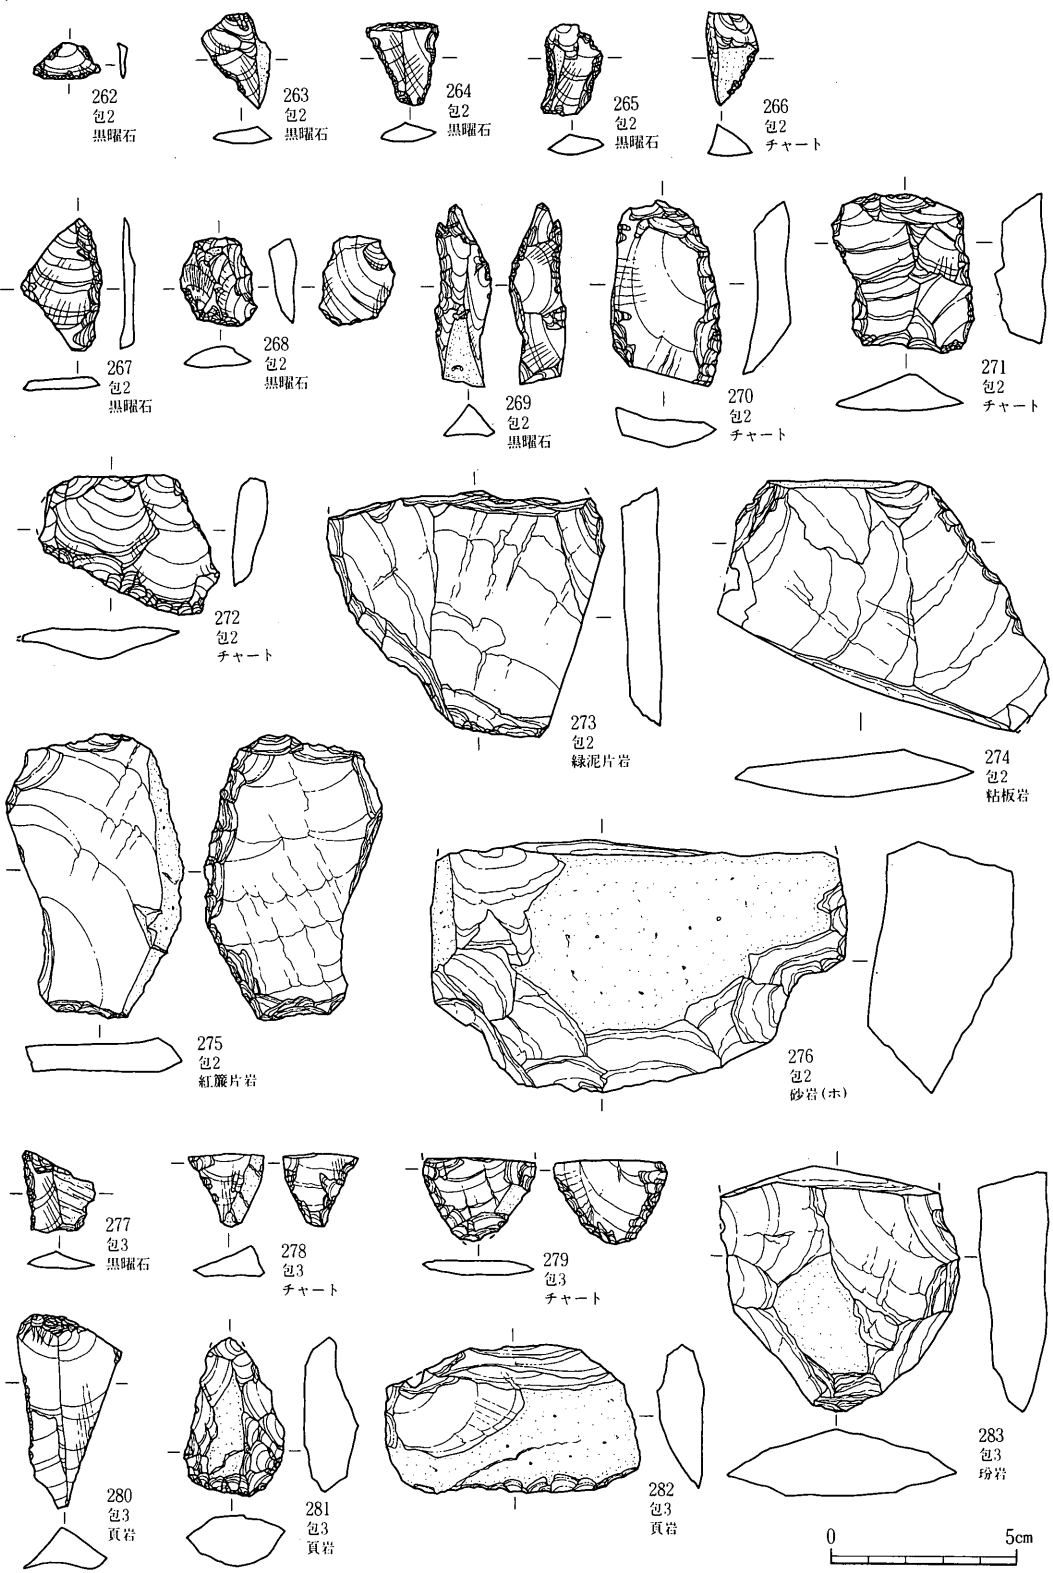 262
包2
黒曜石
263
包2
黒曜石
264
包2
黒曜石
265
包2
黒曜石
266
包2
チャート
267
包2
黒曜石
268
包2
黒曜石
269
包2
黒曜石
270
包2
チャート
271
包2
チャート
272
包2
チャート
273
包2
緑泥片岩
274
包2
粘板岩
275
包2
紅簾片岩
276
包2
砂岩(ホ)
277
包3
黒曜石
278
包3
チャート
279
包3
チャート
280
包3
頁岩
281
包3
頁岩
282
包3
頁岩
283
包3
玢岩
0 5cm